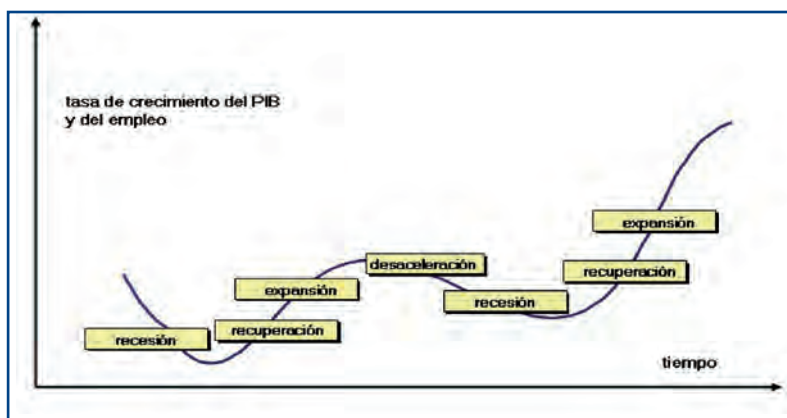 tasa de crecimiento del PIB
y del empleo
expansión
desaceleración
recuperación
expansión
recesión
recuperación
recesión
tiempo